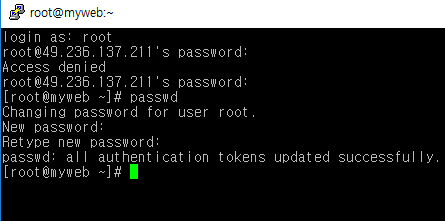 root@myweb:~
login as: root
root@49.236.137.211's password:
Access denied
root@49.236.137.211's password:
[root@myweb ~]# passwd
Changing password for user root.
New password:
Retype new password:
passwd: all authentication tokens updated successfully.
[root@myweb ~]#